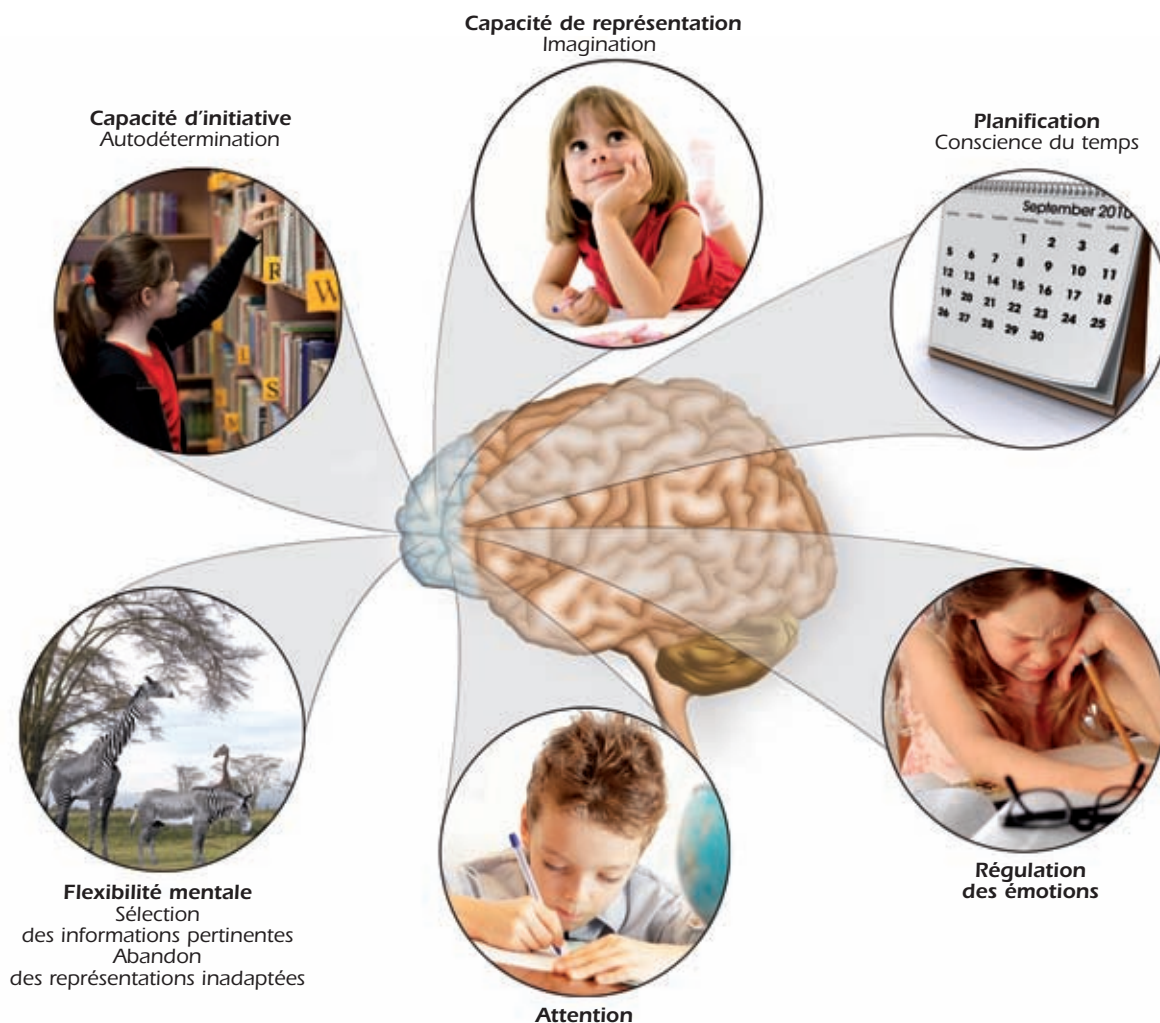 Capacité de représentation
Imagination
Capacité d'initiative
Autodétermination
Planification
Conscience du temps
September 2010
1 2 3 4
5 6 7 8 9 10 11
12 13 14 15 16 17 18
19 20 21 22 23 24 25
26 27 28 29 30
R
W
L
S
Flexibilité mentale
Sélection
des informations pertinentes
Abandon
des représentations inadaptées
Attention
Régulation
des émotions